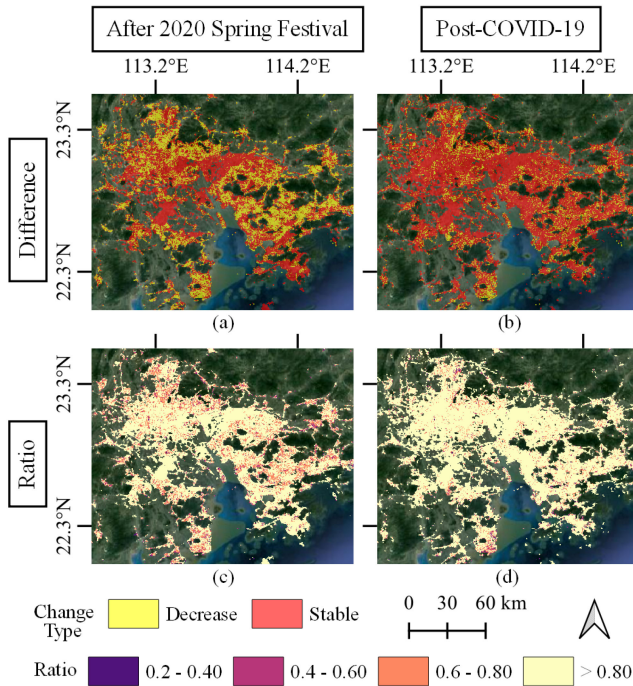 After 2020 Spring Festival Post-COVID-19
113.2°E 114.2°E 113.2°E 114.2°E
23.3°N
Difference
22.3°N
(a) (b)
23.3°N
Ratio
22.3°N
(c) (d)
Change Type Decrease Stable 0 30 60 km
Ratio 0.2 - 0.40 0.4 - 0.60 0.6 - 0.80 > 0.80